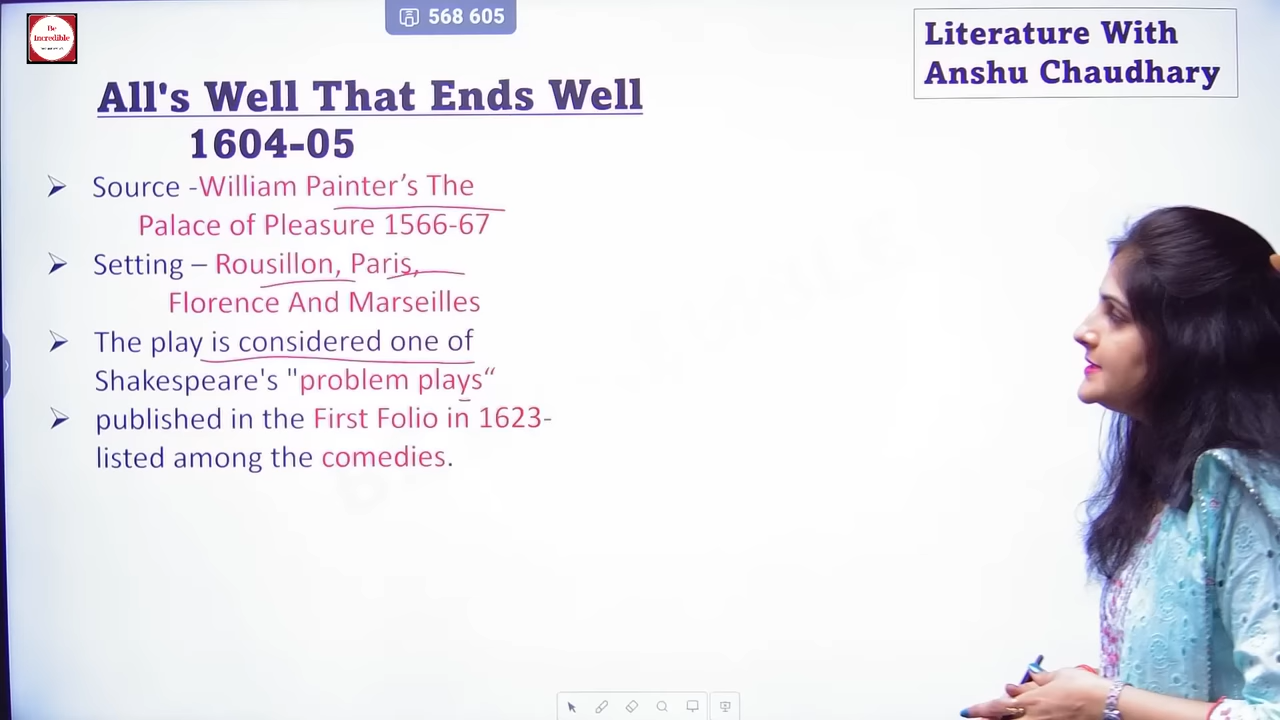 Be
Incredible
568 605
Literature With
Anshu Chaudhary
All's Well That Ends Well
1604-05
➢ Source -William Painter’s The
Palace of Pleasure 1566-67
➢ Setting – Rousillon, Paris,
Florence And Marseilles
➢ The play is considered one of
Shakespeare's "problem plays“
➢ published in the First Folio in 1623-
listed among the comedies.